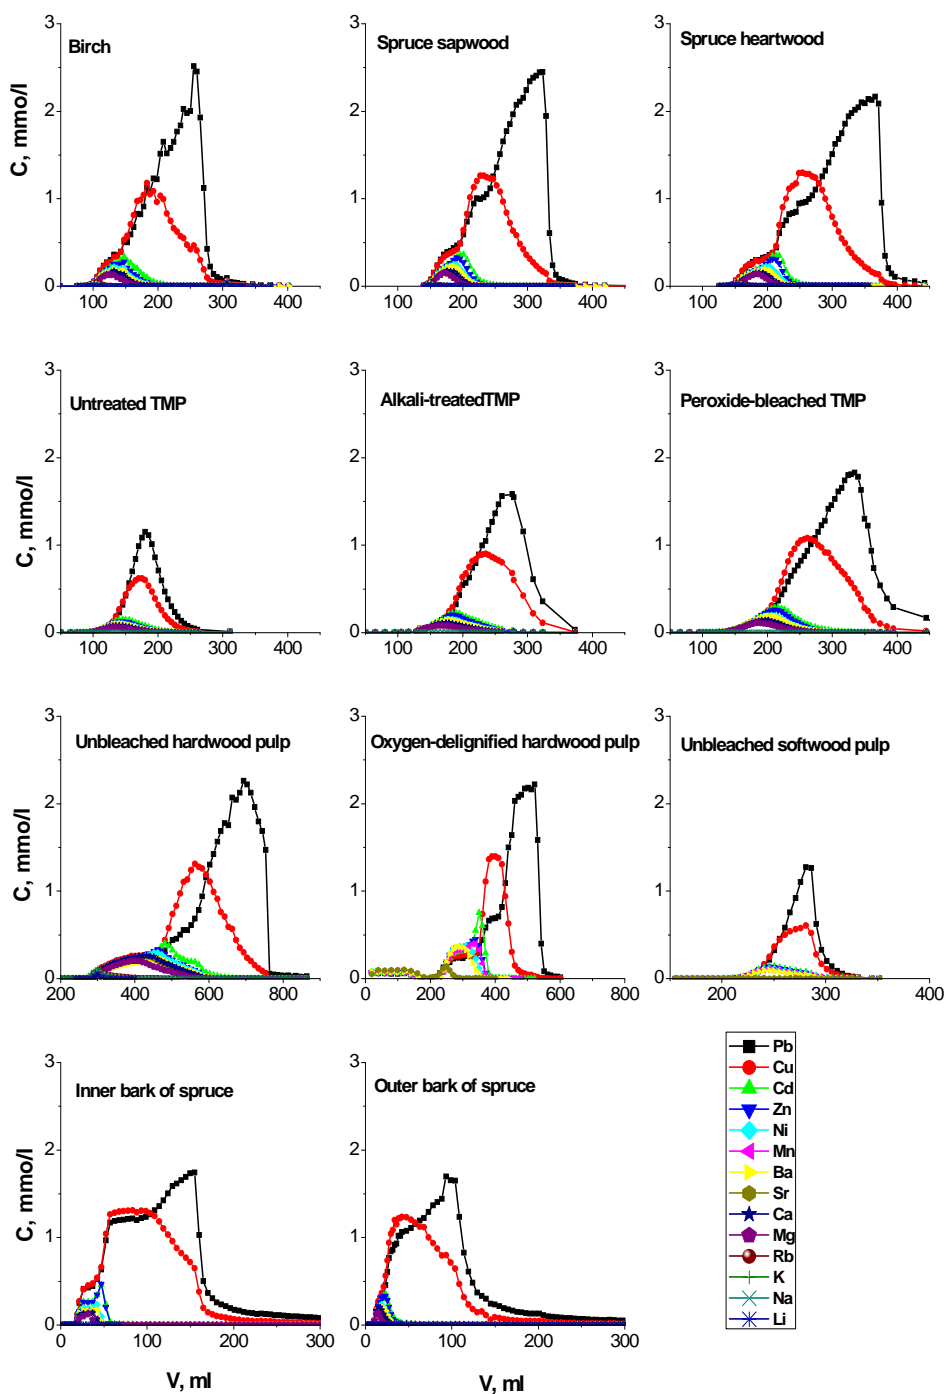 Birch
Spruce sapwood
Spruce heartwood
3
2
1
0
C, mmo/l
100 200 300 400
3
2
1
0
100 200 300 400
3
2
1
0
100 200 300 400
Untreated TMP
Alkali-treatedTMP
Peroxide-bleached TMP
3
2
1
0
C, mmo/l
100 200 300 400
3
2
1
0
100 200 300 400
3
2
1
0
100 200 300 400
Unbleached hardwood pulp
Oxygen-delignified hardwood pulp
Unbleached softwood pulp
3
2
1
0
C, mmo/l
200 400 600 800
3
2
1
0
0 200 400 600 800
3
2
1
0
200 300 400
Inner bark of spruce
Outer bark of spruce
3
2
1
0
C, mmo/l
0 100 200 300
V, ml
3
2
1
0
0 100 200 300
V, ml
Pb
Cu
Cd
Zn
Ni
Mn
Ba
Sr
Ca
Mg
Rb
K
Na
Li